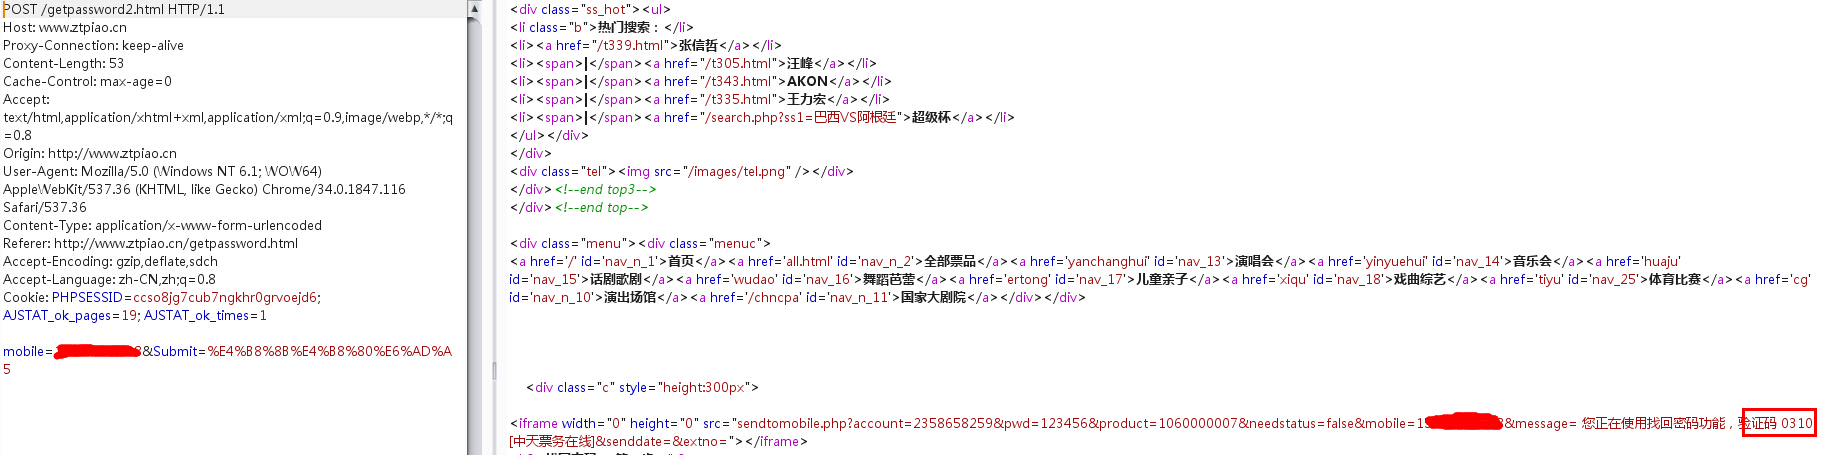 POST /getpassword2.html HTTP/1.1
Host: www.ztpiao.cn
Proxy-Connection: keep-alive
Content-Length: 53
Cache-Control: max-age=0
Accept:
text/html,application/xhtml+xml,application/xml;q=0.9,image/webp,*/*;q
=0.8
Origin: http://www.ztpiao.cn
User-Agent: Mozilla/5.0 (Windows NT 6.1; WOW64)
AppleWebKit/537.36 (KHTML, like Gecko) Chrome/34.0.1847.116
Safari/537.36
Content-Type: application/x-www-form-urlencoded
Referer: http://www.ztpiao.cn/getpassword.html
Accept-Encoding: gzip,deflate,sdch
Accept-Language: zh-CN,zh;q=0.8
Cookie: PHPSESSID=ccso8jg7cub7ngkhr0grvoejd6;
AJSTAT_ok_pages=19; AJSTAT_ok_times=1
mobile=&Submit=%E4%B8%8B%E4%B8%80%E6%AD%A
5
<div class="ss_hot"><ul>
<li class="b">热门搜索：</li>
<li><a href="/t339.html">张信哲</a></li>
<li><span>|</span><a href="/t305.html">汪峰</a></li>
<li><span>|</span><a href="/t343.html">AKON</a></li>
<li><span>|</span><a href="/t335.html">王力宏</a></li>
<li><span>|</span><a href="/search.php?ss1=巴西VS阿根廷">超级杯</a></li>
</ul></div>
</div>
<div class="tel"><img src="/images/tel.png" /></div>
</div><!--end top3-->
</div><!--end top-->
<div class="menu"><div class="menuc">
<a href='/' id='nav_n_1'>首页</a><a href='all.html' id='nav_n_2'>全部票品</a><a href='yanchanghui' id='nav_13'>演唱会</a><a href='yinyuehui' id='nav_14'>音乐会</a><a href='huaju'
id='nav_15'>话剧歌剧</a><a href='wudao' id='nav_16'>舞蹈芭蕾</a><a href='ertong' id='nav_17'>儿童亲子</a><a href='xiqu' id='nav_18'>戏曲综艺</a><a href='tiyu' id='nav_25'>体育比赛</a><a href='cg'
id='nav_n_10'>演出场馆</a><a href='/chncpa' id='nav_n_11'>国家大剧院</a></div></div>
<div class="c" style="height:300px">
<iframe width="0" height="0" src="sendtomobile.php?account=2358658259&pwd=123456&product=1060000007&needstatus=false&mobile=1&message= 您正在使用找回密码功能，验证码 0310
[中天票务在线]&senddate=&extno="></iframe>